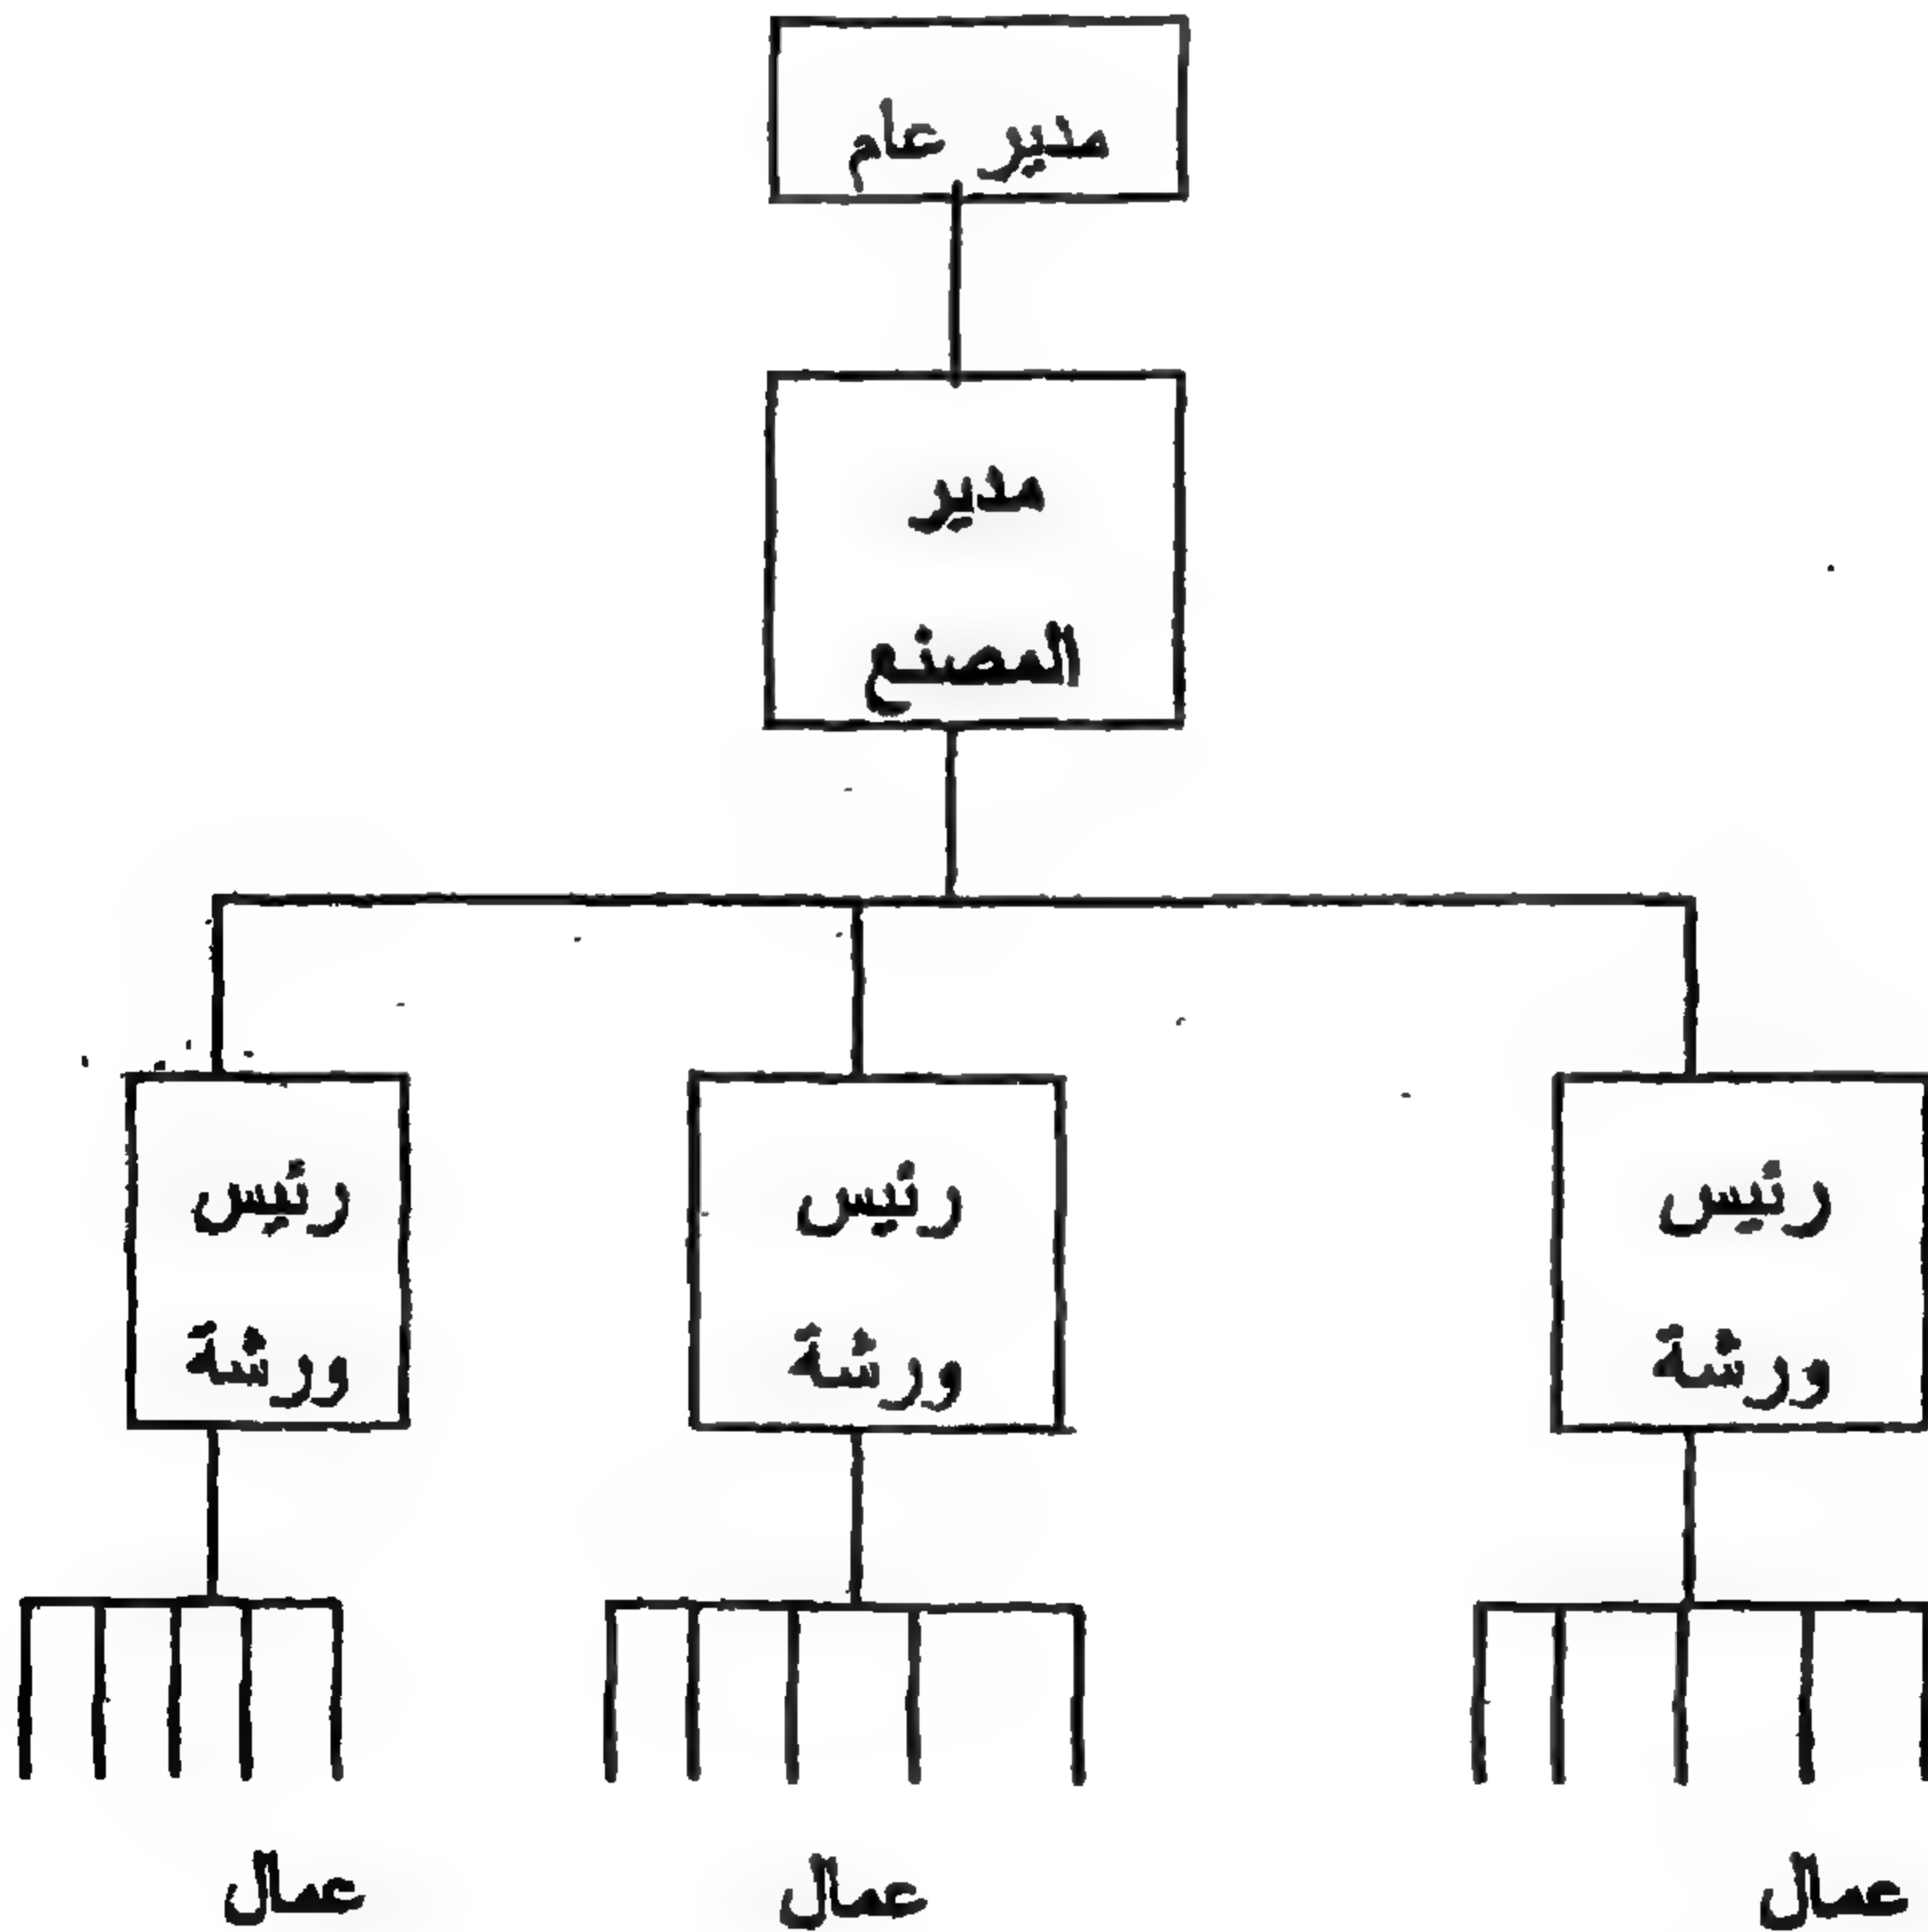 مدير عام
مدير
المصنع
رئيس
ورشة
رئيس
ورشة
رئيس
ورشة
عمال
عمال
عمال